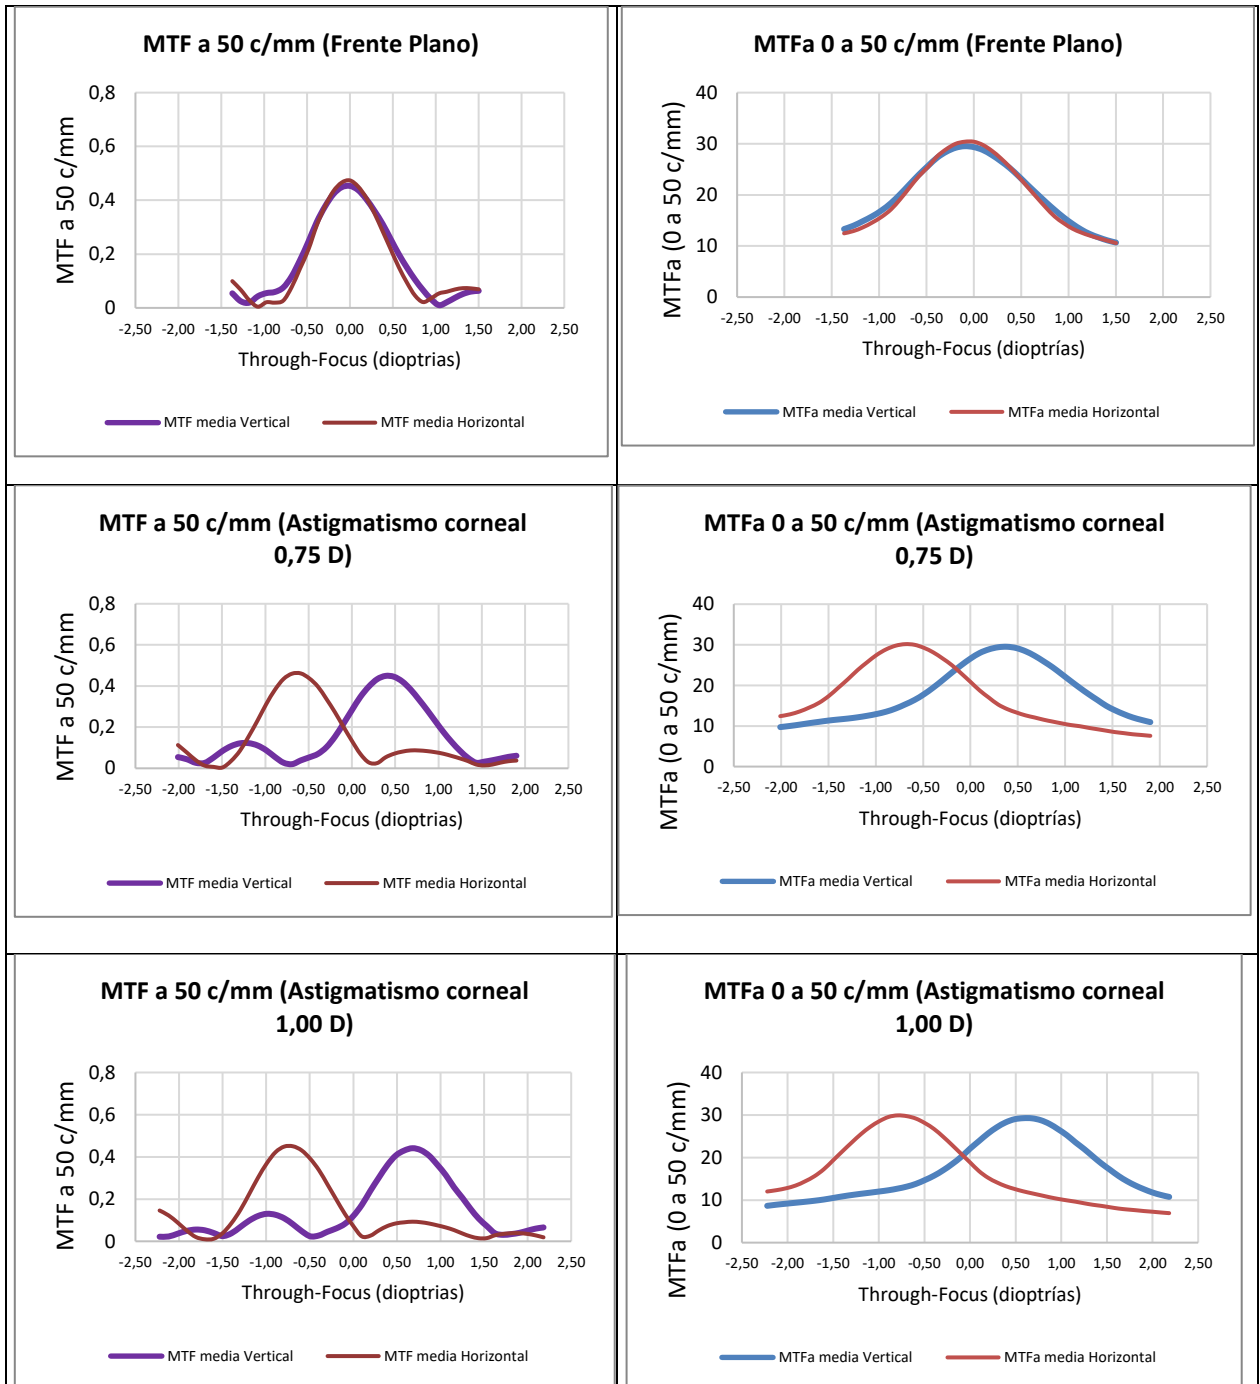 MTF a 50 c/mm (Frente Plano)
MTF a 50 c/mm
0,8
0,6
0,4
0,2
0
-2,50 -2,00 -1,50 -1,00 -0,50 0,00 0,50 1,00 1,50 2,00 2,50
Through-Focus (dioptrias)
MTF media Vertical MTF media Horizontal
MTFa 0 a 50 c/mm (Frente Plano)
MTFa (0 a 50 c/mm)
40
30
20
10
0
-2,50 -2,00 -1,50 -1,00 -0,50 0,00 0,50 1,00 1,50 2,00 2,50
Through-Focus (dioptrías)
MTFa media Vertical MTFa media Horizontal
MTF a 50 c/mm (Astigmatismo corneal
0,75 D)
MTF a 50 c/mm
0,8
0,6
0,4
0,2
0
-2,50 -2,00 -1,50 -1,00 -0,50 0,00 0,50 1,00 1,50 2,00 2,50
Through-Focus (dioptrias)
MTF media Vertical MTF media Horizontal
MTFa 0 a 50 c/mm (Astigmatismo corneal
0,75 D)
MTFa (0 a 50 c/mm)
40
30
20
10
0
-2,50 -2,00 -1,50 -1,00 -0,50 0,00 0,50 1,00 1,50 2,00 2,50
Through-Focus (dioptrías)
MTFa media Vertical MTFa media Horizontal
MTF a 50 c/mm (Astigmatismo corneal
1,00 D)
MTF a 50 c/mm
0,8
0,6
0,4
0,2
0
-2,50 -2,00 -1,50 -1,00 -0,50 0,00 0,50 1,00 1,50 2,00 2,50
Through-Focus (dioptrias)
MTF media Vertical MTF media Horizontal
MTFa 0 a 50 c/mm (Astigmatismo corneal
1,00 D)
MTFa (0 a 50 c/mm)
40
30
20
10
0
-2,50 -2,00 -1,50 -1,00 -0,50 0,00 0,50 1,00 1,50 2,00 2,50
Through-Focus (dioptrías)
MTFa media Vertical MTFa media Horizontal